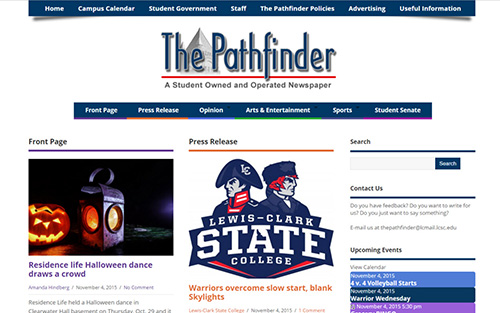 Home Campus Calendar Student Government Staff The Pathfinder Policies Advertising Useful Information
The Pathfinder
A Student Owned and Operated Newspaper
Front Page Press Release Opinion Arts & Entertainment Sports Student Senate
Front Page
Residence life Halloween dance
draws a crowd
Amanda Hindberg / November 4, 2015 / No Comment
Residence Life held a Halloween dance in
Clearwater Hall basement on Thursday, Oct. 29 and it
Press Release
LC
LEWIS-CLARK
STATE
COLLEGE
Warriors overcome slow start, blank
Skylights
Lewis-Clark State College / November 4, 2015 / 1 Comment
Search
Search
Contact Us
Do you have feedback? Do you want to write for
us? Do you just want to say something?
E-mail us at thepathfinder@lcmail.lcsc.edu
Upcoming Events
View Calendar
November 4, 2015
4 v. 4 Volleyball Starts
November 4, 2015
Warrior Wednesday
November 4, 2015 5:30 pm